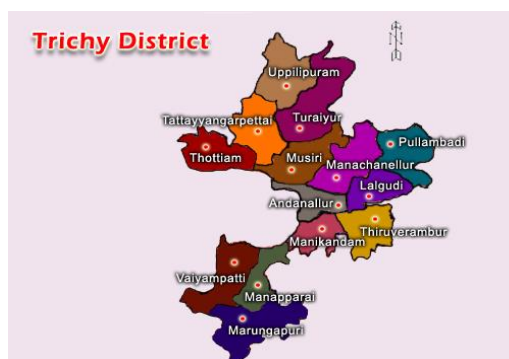 Trichy District
Uppilipuram
Tattayyangarpettai
Turaiyur
Pullambadi
Thottiam
Musiri
Manachanellur
Lalgudi
Andanallur
Thiruverambur
Manikandam
Vaiyampatti
Manapparai
Marungapuri